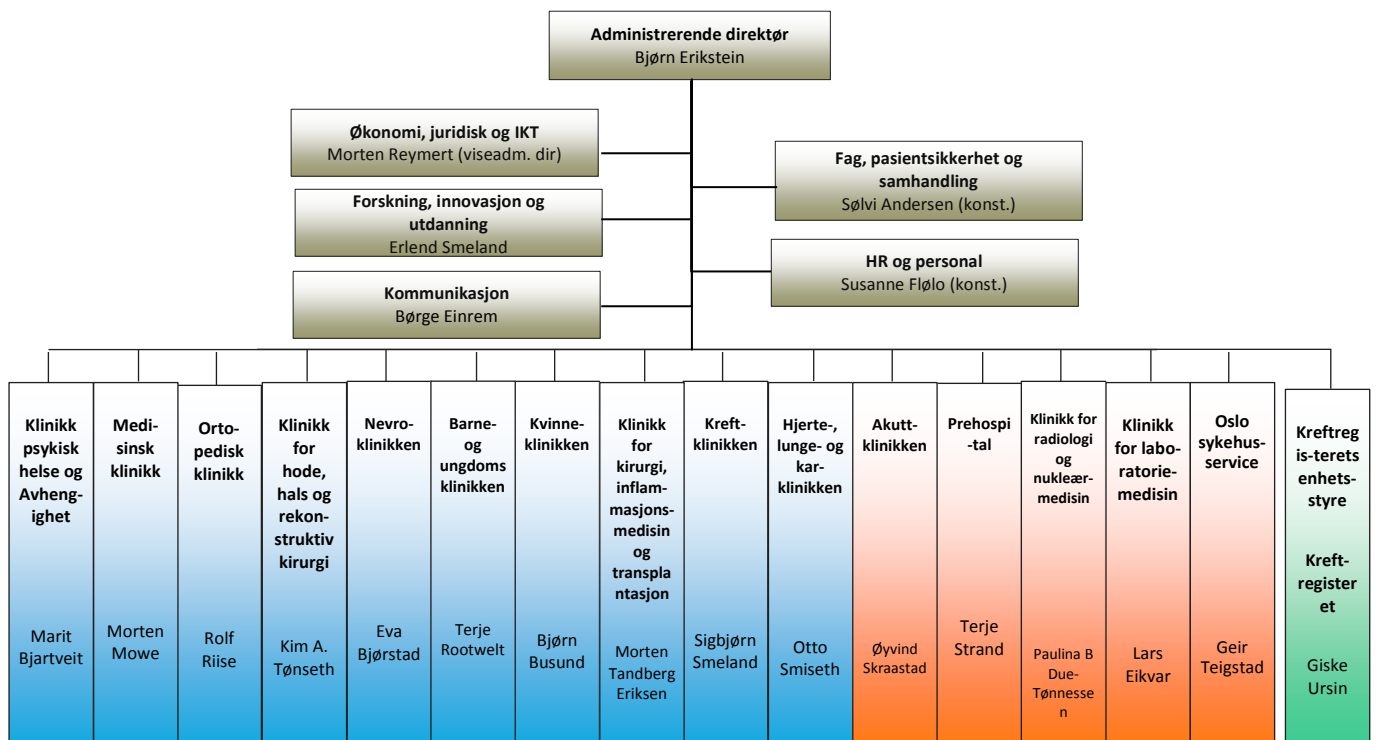 Administrerende direktør
Bjørn Erikstein
Økonomi, juridisk og IKT
Morten Reymert (viseadm. dir)
Fag, pasientsikkerhet og
samhandling
Sølvi Andersen (konst.)
Forskning, innovasjon og
utdanning
Erlend Smeland
HR og personal
Susanne Flølo (konst.)
Kommunikasjon
Børge Einrem
Klinikk
psykisk
helse og
Avheng-
ighet
Marit
Bjartveit
Medi-
sinsk
klinikk
Morten
Mowe
Orto-
pedisk
klinikk
Rolf
Riise
Klinikk
for
hode,
hals og
rekon-
struktiv
kirurgi
Kim A.
Tønseth
Nevro-
klinikken
Eva
Bjørstad
Barne-
og
ungdoms
klinikken
Terje
Rootwelt
Kvinne-
klinikken
Bjørn
Busund
Klinikk
for
kirurgi,
inflam-
masjons-
medisin
og
transpla
ntasjon
Morten
Tandberg
Eriksen
Kreft-
klinikken
Sigbjørn
Smeland
Hjerte-,
lunge- og
kar-
klinikken
Otto
Smiseth
Akutt-
klinikken
Øyvind
Skraastad
Prehospi
-tal
Terje
Strand
Klinikk for
radiologi
og
nukleær-
medisin
Paulina B
Due-
Tønnesse
n
Klinikk
for labo-
ratorie-
medisin
Lars
Eikvar
Oslo
sykehus-
service
Geir
Teigstad
Kreftreg
is-terets
enhets-
styre
Kreft-
register
et
Giske
Ursin